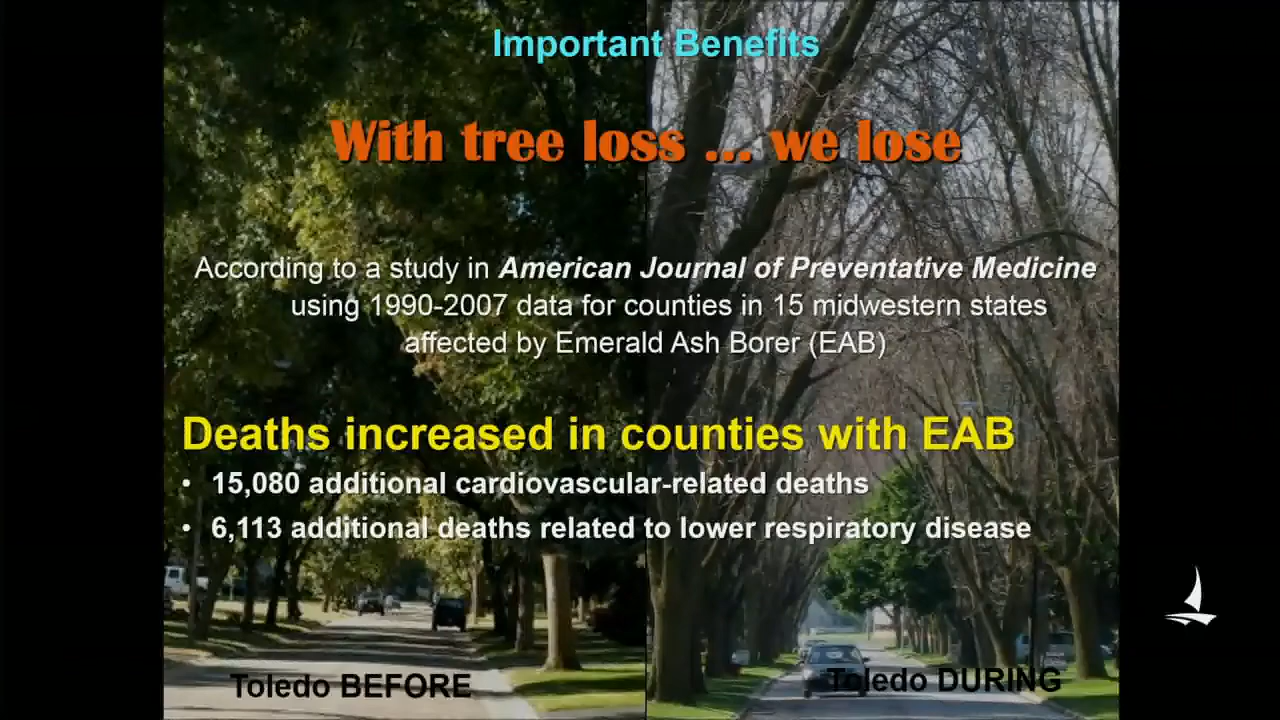 Important Benefits
With tree loss ... we lose
According to a study in American Journal of Preventative Medicine
using 1990-2007 data for counties in 15 midwestern states
affected by Emerald Ash Borer (EAB)
Deaths increased in counties with EAB
• 15,080 additional cardiovascular-related deaths
• 6,113 additional deaths related to lower respiratory disease
Toledo BEFORE
Toledo DURING